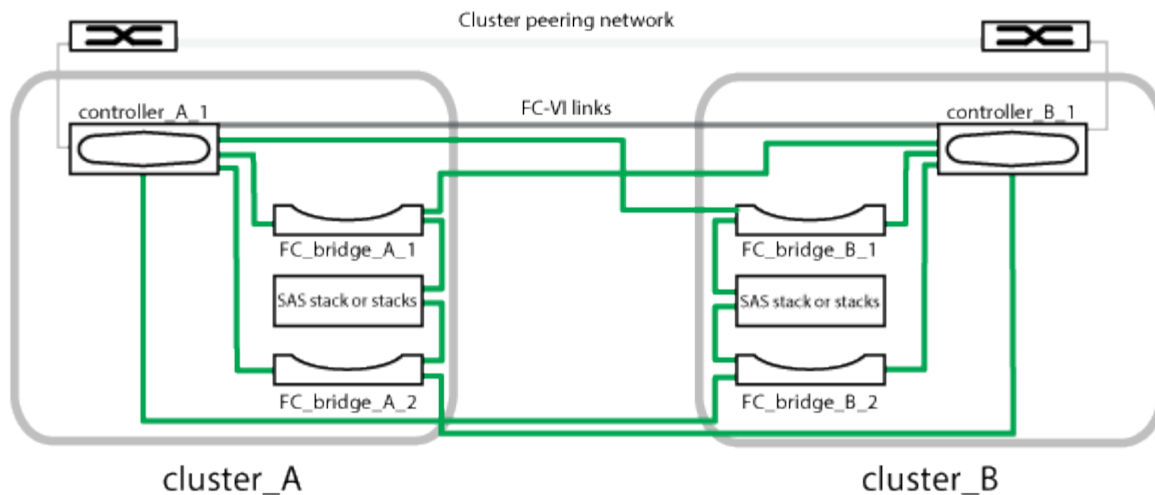 Cluster peering network
controller_A_1
FC-VI links
controller_B_1
FC_bridge_A_1
FC_bridge_B_1
SAS stack or stacks
SAS stack or stacks
FC_bridge_A_2
FC_bridge_B_2
cluster_A
cluster_B